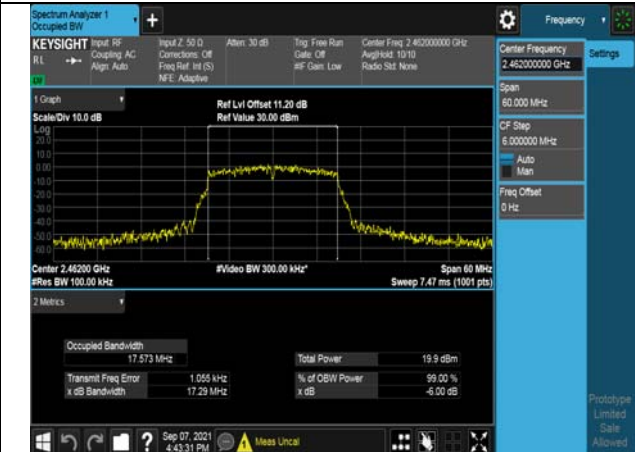 Spectrum Analyzer 1
Occupied BW
+
Frequency
KEYSIGHT
RL
Input: RF
Coupling: AC
Align: Auto
Input Z: 50 Ω
Corrections: Off
Freq Ref: Int (S)
NFE: Adaptive
Atten: 30 dB
Trig: Free Run
Gate: Off
#IF Gain: Low
Center Freq: 2.462000000 GHz
Avg|Hold: 10/10
Radio Std: None
Center Frequency
2.462000000 GHz
Settings
Span
60.000 MHz
CF Step
6.000000 MHz
Auto
Man
Freq Offset
0 Hz
1 Graph
Scale/Div 10.0 dB
Ref Lvl Offset 11.20 dB
Ref Value 30.00 dBm
Log
20.0
10.0
0.00
-10.0
-20.0
-30.0
-40.0
-50.0
-60.0
Center 2.46200 GHz
#Video BW 300.00 kHz*
Span 60 MHz
#Res BW 100.00 kHz
Sweep 7.47 ms (1001 pts)
2 Metrics
Occupied Bandwidth
17.573 MHz
Total Power 19.9 dBm
Transmit Freq Error 1.055 kHz
% of OBW Power 99.00 %
x dB Bandwidth 17.29 MHz
x dB -6.00 dB
Prototype
Limited
Sale
Allowed
?
Sep 07, 2021
4:43:31 PM
Meas Uncal